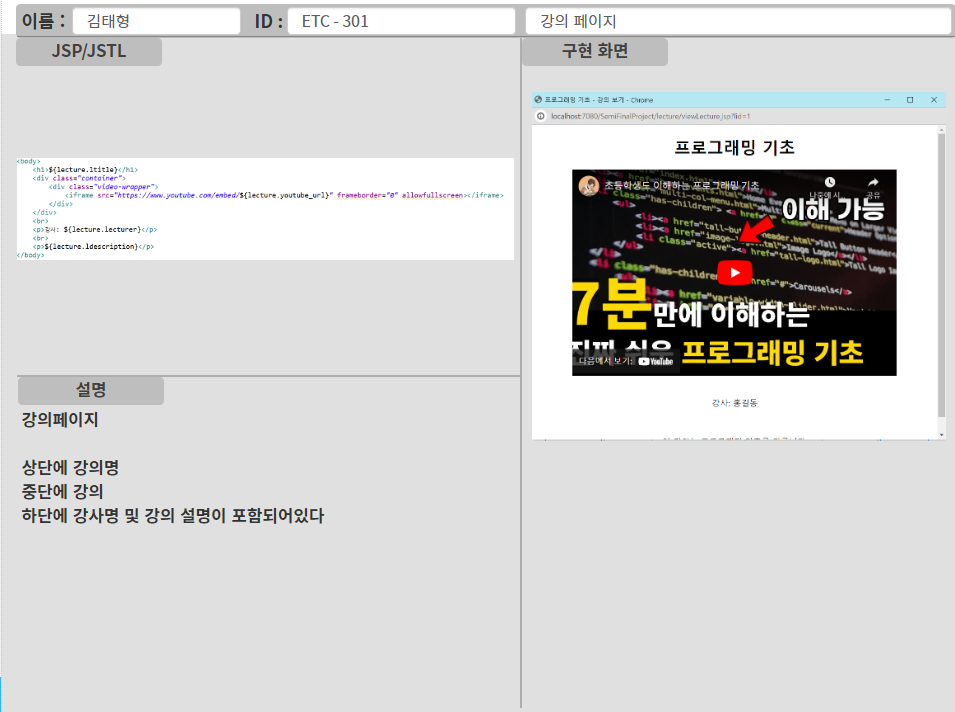 이름 : 김태형 ID : ETC - 301 강의 페이지
JSP/JSTL
<body>
<h1>${lecture.ltitle}</h1>
<div class="container">
<div class="video-wrapper">
<iframe src="https://www.youtube.com/embed/${lecture.youtube_url}" frameborder="0" allowfullscreen></iframe>
</div>
</div>
<br>
<p>강사: ${lecture.lecturer}</p>
<br>
<p>${lecture.ldescription}</p>
</body>
설명
강의페이지
상단에 강의명
중단에 강의
하단에 강사명 및 강의 설명이 포함되어있다
구현 화면
프로그래밍 기초 - 강의 보기 - Chrome
localhost:7080/SemiFinalProject/lecture/viewLecture.jsp?lid=1
프로그래밍 기초
초등학생도 이해하는 프로그래밍 기초
공유
이해 가능
<ul>
<li class="active"><a
</ul>
href="#">Carousels</a>
7분만에 이해하는
진짜 쉬운 프로그래밍 기초
다음에서 보기: YouTube
강사: 홍길동